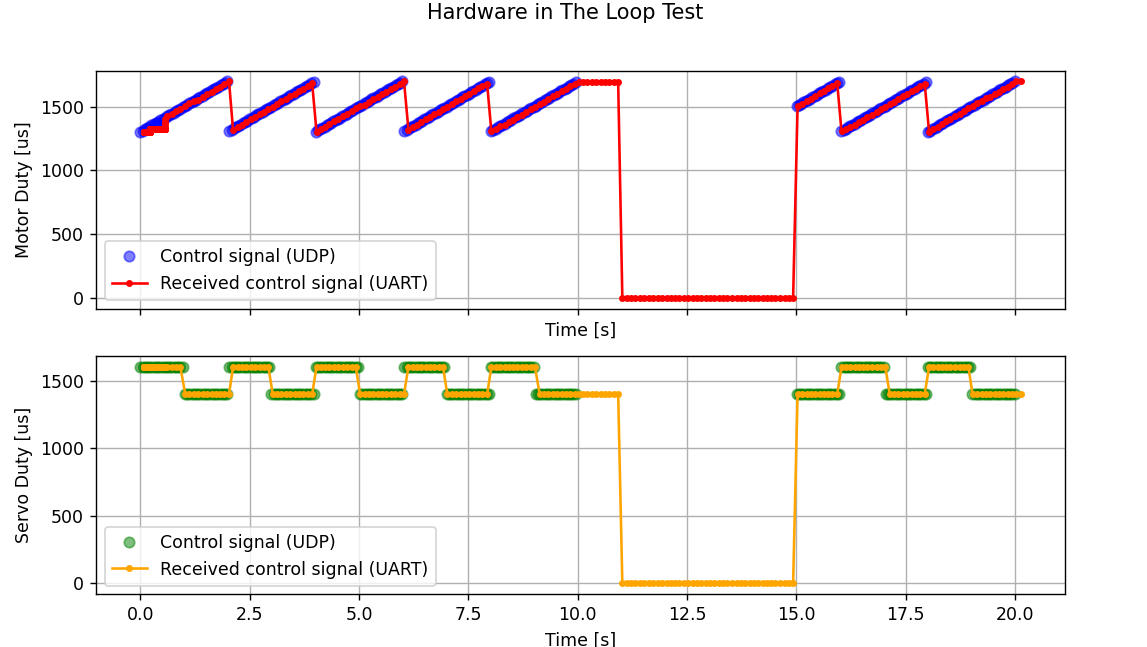 Hardware in The Loop Test
Motor Duty [us]
1500
1000
500
0
Control signal (UDP)
Received control signal (UART)
Time [s]
Servo Duty [us]
1500
1000
500
0
Control signal (UDP)
Received control signal (UART)
0.0 2.5 5.0 7.5 10.0 12.5 15.0 17.5 20.0
Time [s]